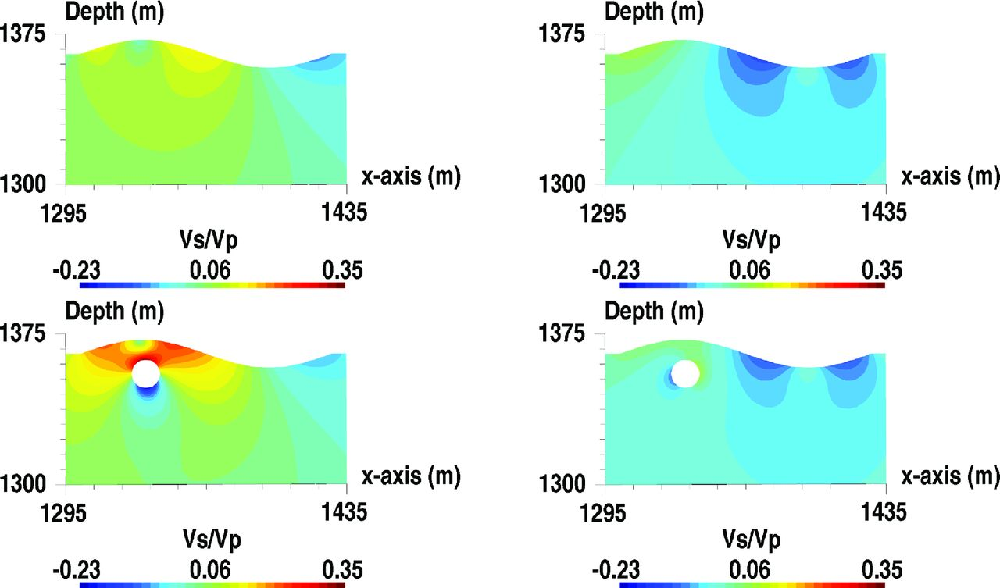 Depth (m)
1375
1300
x-axis (m)
1295
1435
Vs/Vp
-0.23
0.06
0.35
Depth (m)
1375
1300
x-axis (m)
1295
1435
Vs/Vp
-0.23
0.06
0.35
Depth (m)
1375
1300
x-axis (m)
1295
1435
Vs/Vp
-0.23
0.06
0.35
Depth (m)
1375
1300
x-axis (m)
1295
1435
Vs/Vp
-0.23
0.06
0.35